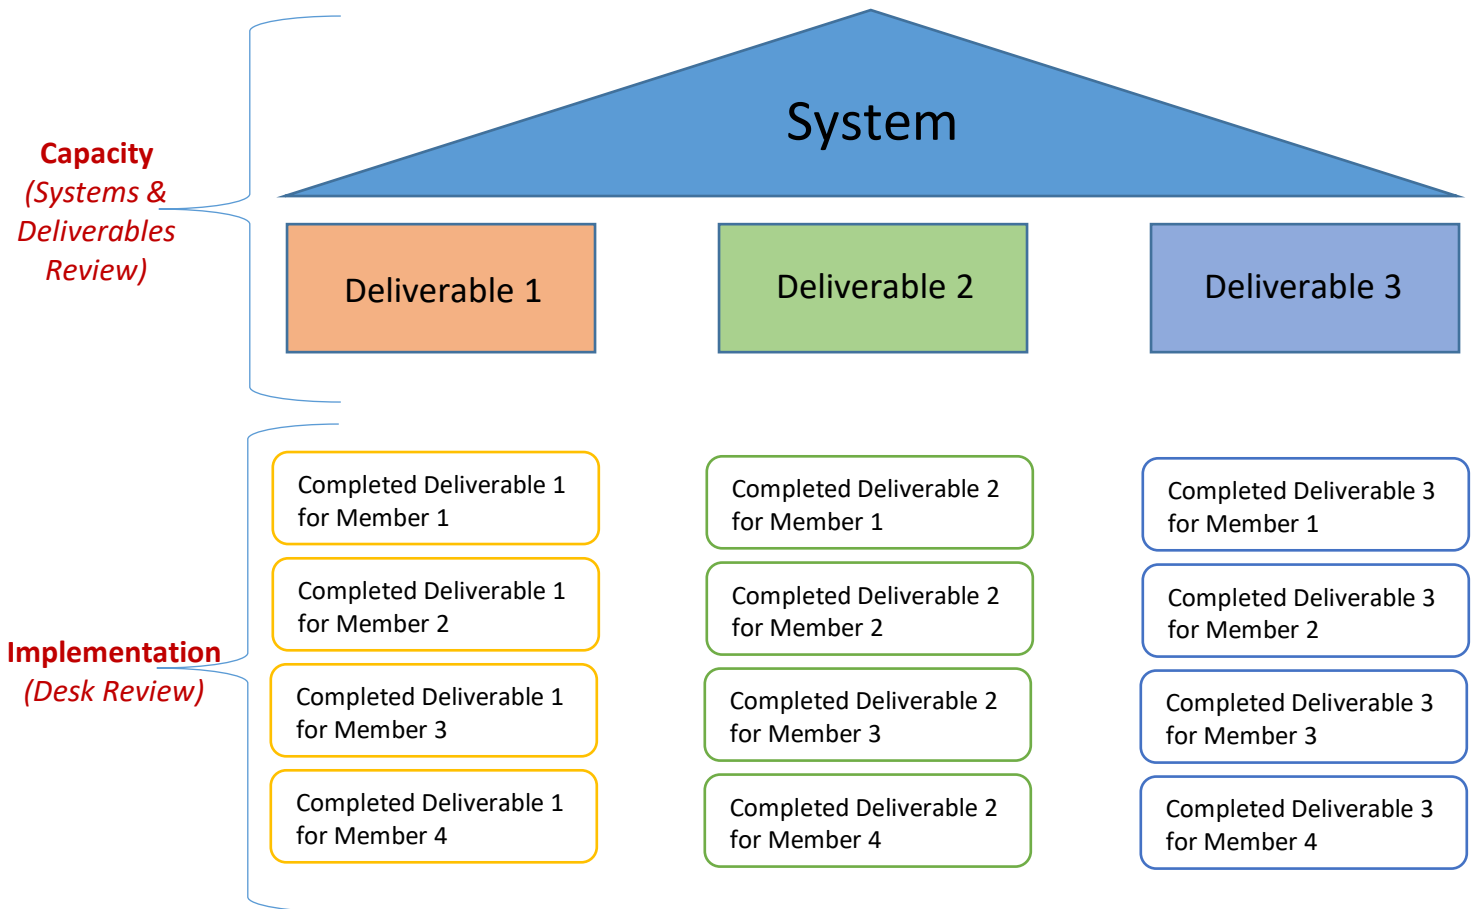 System
Capacity
(Systems &
Deliverables
Review)
Deliverable 1
Deliverable 2
Deliverable 3
Implementation
(Desk Review)
Completed Deliverable 1
for Member 1
Completed Deliverable 2
for Member 1
Completed Deliverable 3
for Member 1
Completed Deliverable 1
for Member 2
Completed Deliverable 2
for Member 2
Completed Deliverable 3
for Member 2
Completed Deliverable 1
for Member 3
Completed Deliverable 2
for Member 3
Completed Deliverable 3
for Member 3
Completed Deliverable 1
for Member 4
Completed Deliverable 2
for Member 4
Completed Deliverable 3
for Member 4